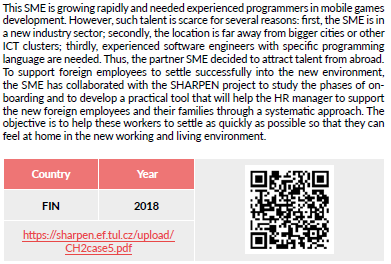 This SME is growing rapidly and needed experienced programmers in mobile games
development. However, such talent is scarce for several reasons: first, the SME is in
a new industry sector; secondly, the location is far away from bigger cities or other
ICT clusters; thirdly, experienced software engineers with specific programming
language are needed. Thus, the partner SME decided to attract talent from abroad.
To support foreign employees to settle successfully into the new environment,
the SME has collaborated with the SHARPEN project to study the phases of on-
boarding and to develop a practical tool that will help the HR manager to support
the new foreign employees and their families through a systematic approach. The
objective is to help these workers to settle as quickly as possible so that they can
feel at home in the new working and living environment.
Country Year
FIN 2018
https://sharpen.ef.tul.cz/upload/
CH2case5.pdf